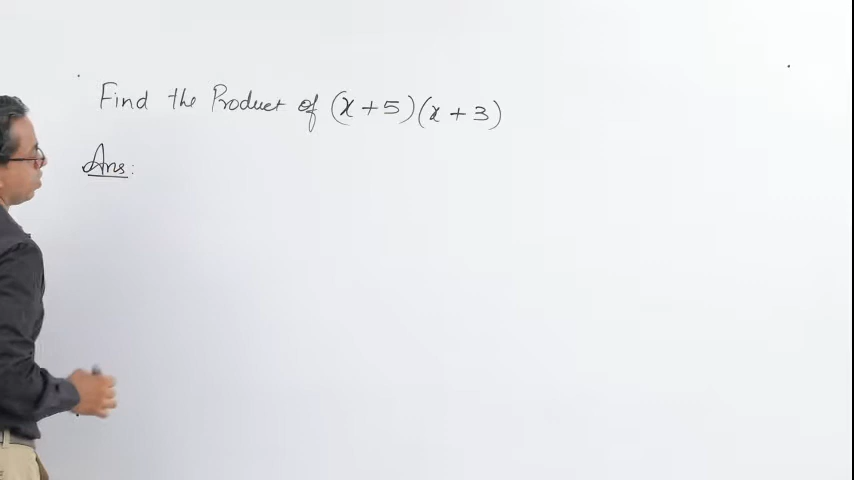 Find the Product of (x+5)(x+3)
Ans: